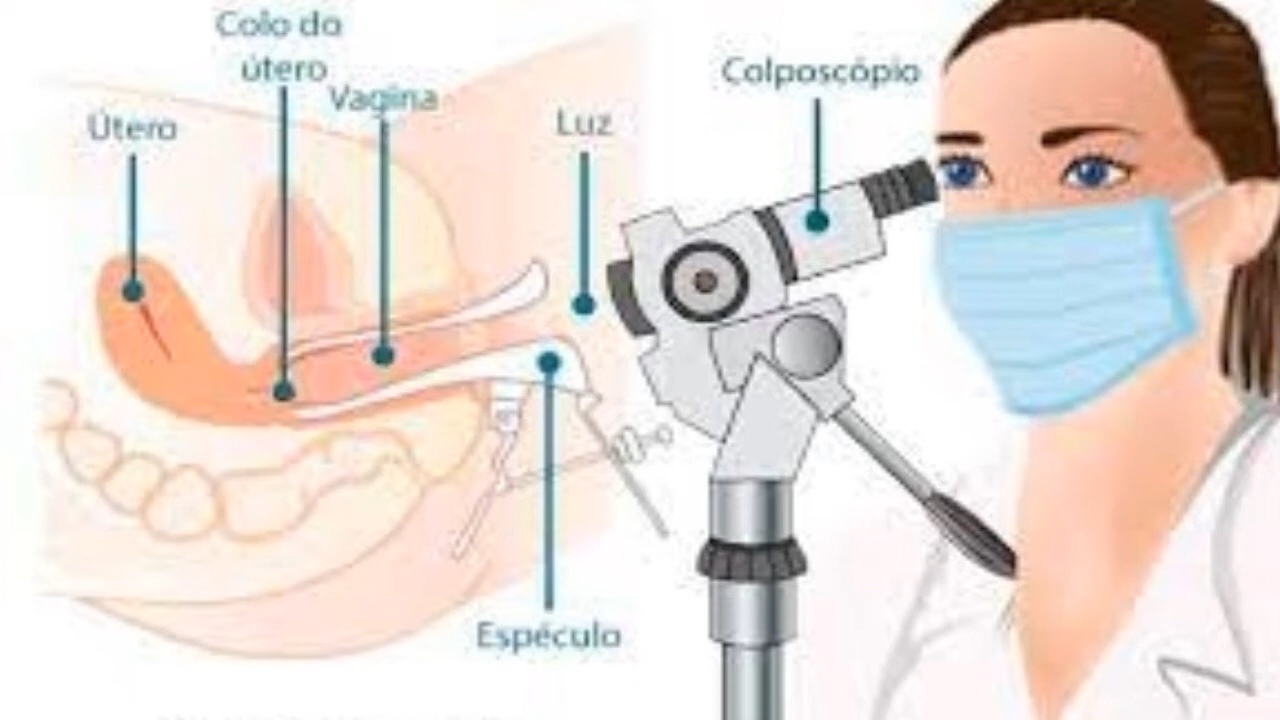 Colo do
útero
Vagina
Útero
Luz
Colposcópio
Espéculo